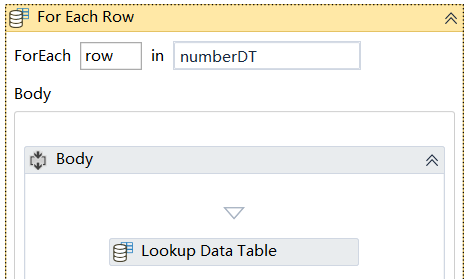 For Each Row
ForEach row in numberDT
Body
Body
Lookup Data Table